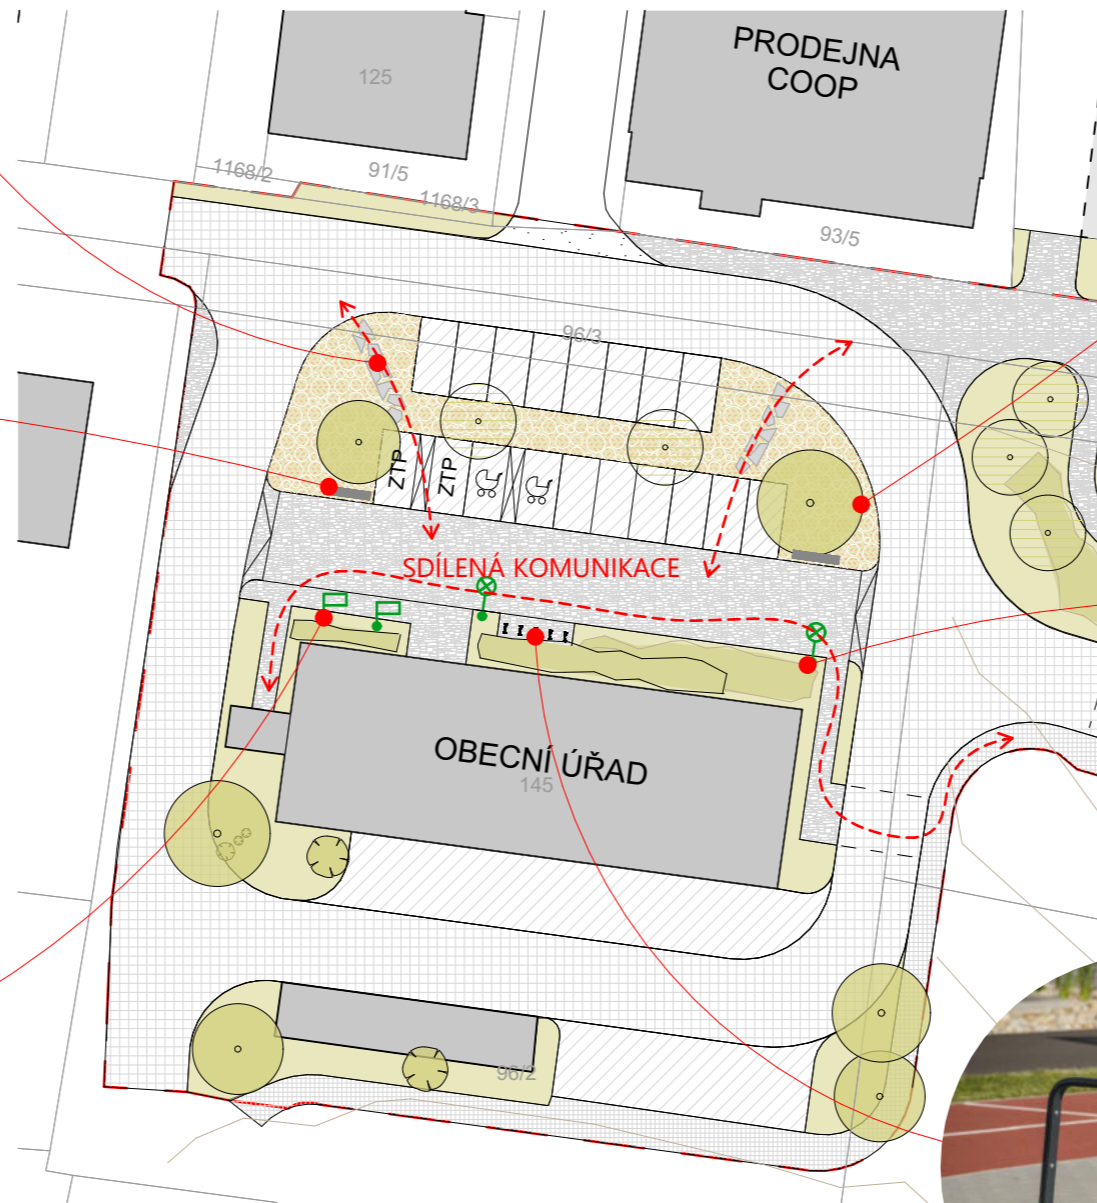 PRODEJNA
COOP
125
1168/2
91/5
1168/3
93/5
96/3
ZTP
ZTP
SDÍLENÁ KOMUNIKACE
OBECNÍ ÚŘAD
145
96/2